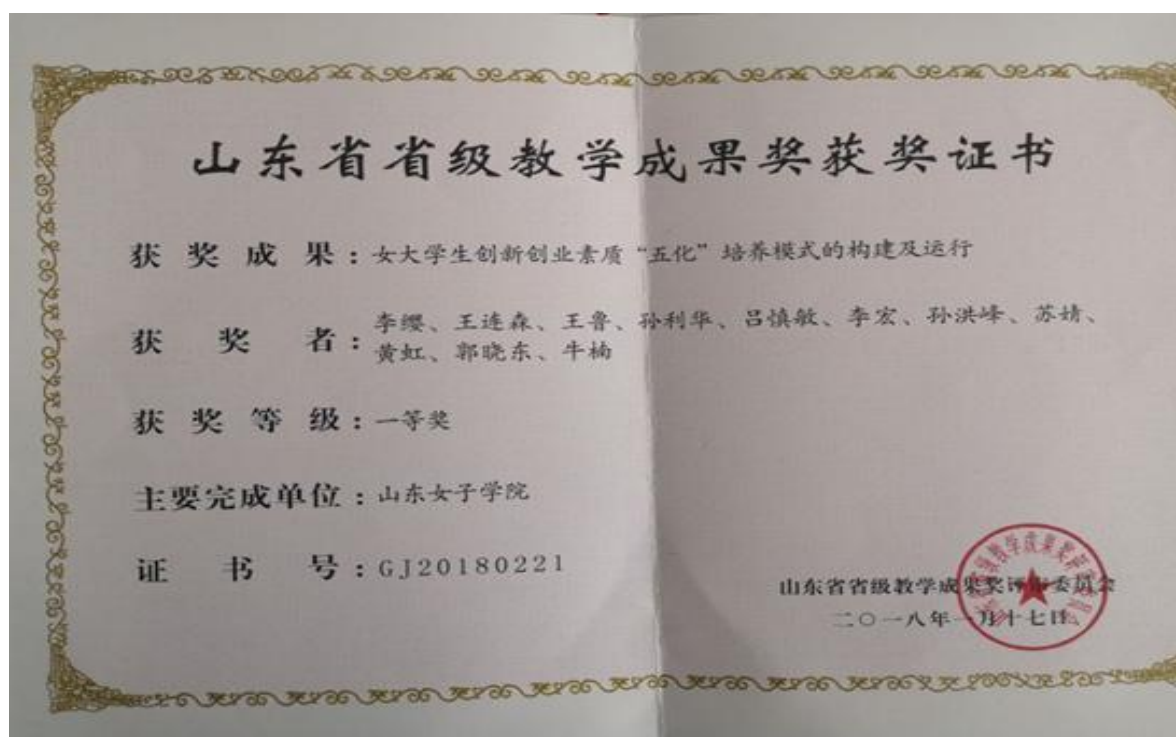 山东省省级教学成果奖获奖证书
获奖成果：女大学生创新创业素质“五化”培养模式的构建及运行
获奖者：李缨、王连森、王鲁、孙利华、吕慎敏、李宏、孙洪峰、苏婧、
黄虹、郭晓东、牛楠
获奖等级：一等奖
主要完成单位：山东女子学院
证书号：GJ20180221
山东省省级教学成果奖评审委员会
二〇一八年一月十七日